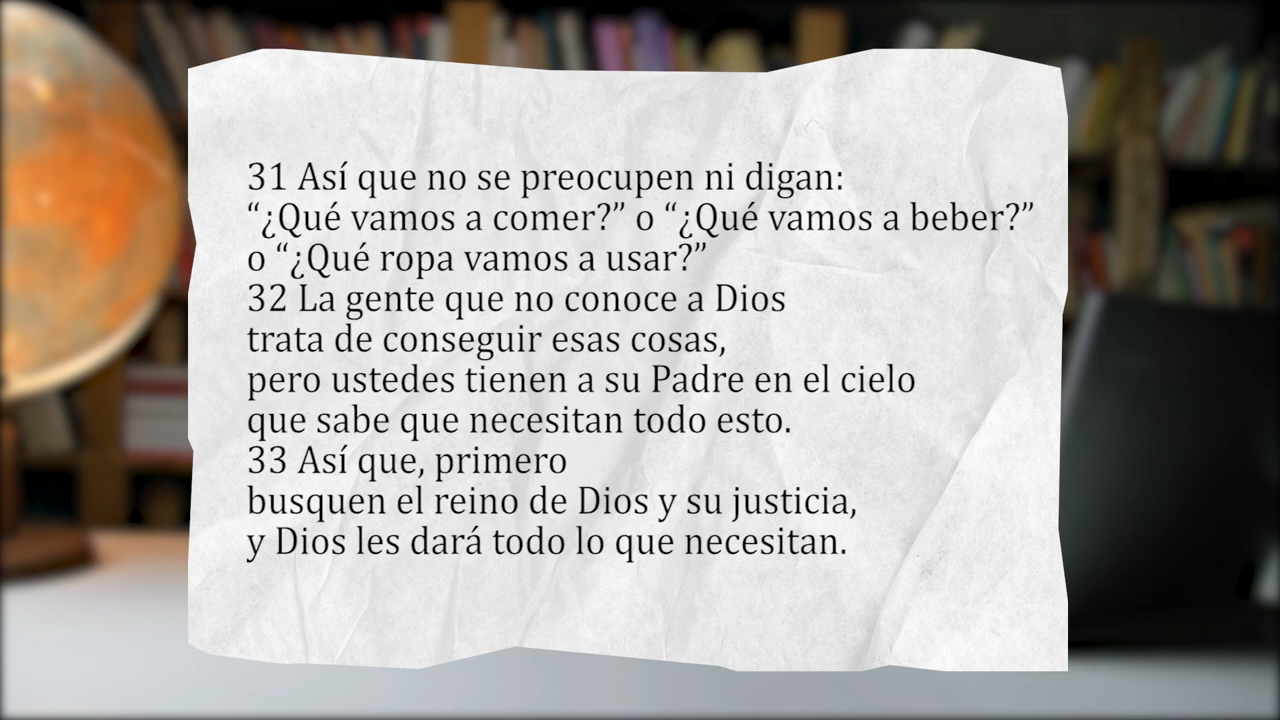 31 Así que no se preocupen ni digan:
“¿Qué vamos a comer?” o “¿Qué vamos a beber?”
o “¿Qué ropa vamos a usar?”
32 La gente que no conoce a Dios
trata de conseguir esas cosas,
pero ustedes tienen a su Padre en el cielo
que sabe que necesitan todo esto.
33 Así que, primero
busquen el reino de Dios y su justicia,
y Dios les dará todo lo que necesitan.